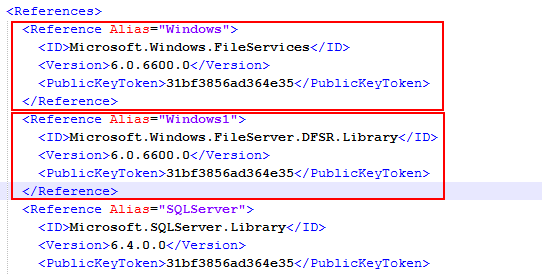 <References>
<Reference Alias="Windows">
<ID>Microsoft.Windows.FileServices</ID>
<Version>6.0.6600.0</Version>
<PublicKeyToken>31bf3856ad364e35</PublicKeyToken>
</Reference>
<Reference Alias="Windows1">
<ID>Microsoft.Windows.FileServer.DFSR.Library</ID>
<Version>6.0.6600.0</Version>
<PublicKeyToken>31bf3856ad364e35</PublicKeyToken>
</Reference>
<Reference Alias="SQLServer">
<ID>Microsoft.SQLServer.Library</ID>
<Version>6.4.0.0</Version>
<PublicKeyToken>31bf3856ad364e35</PublicKeyToken>